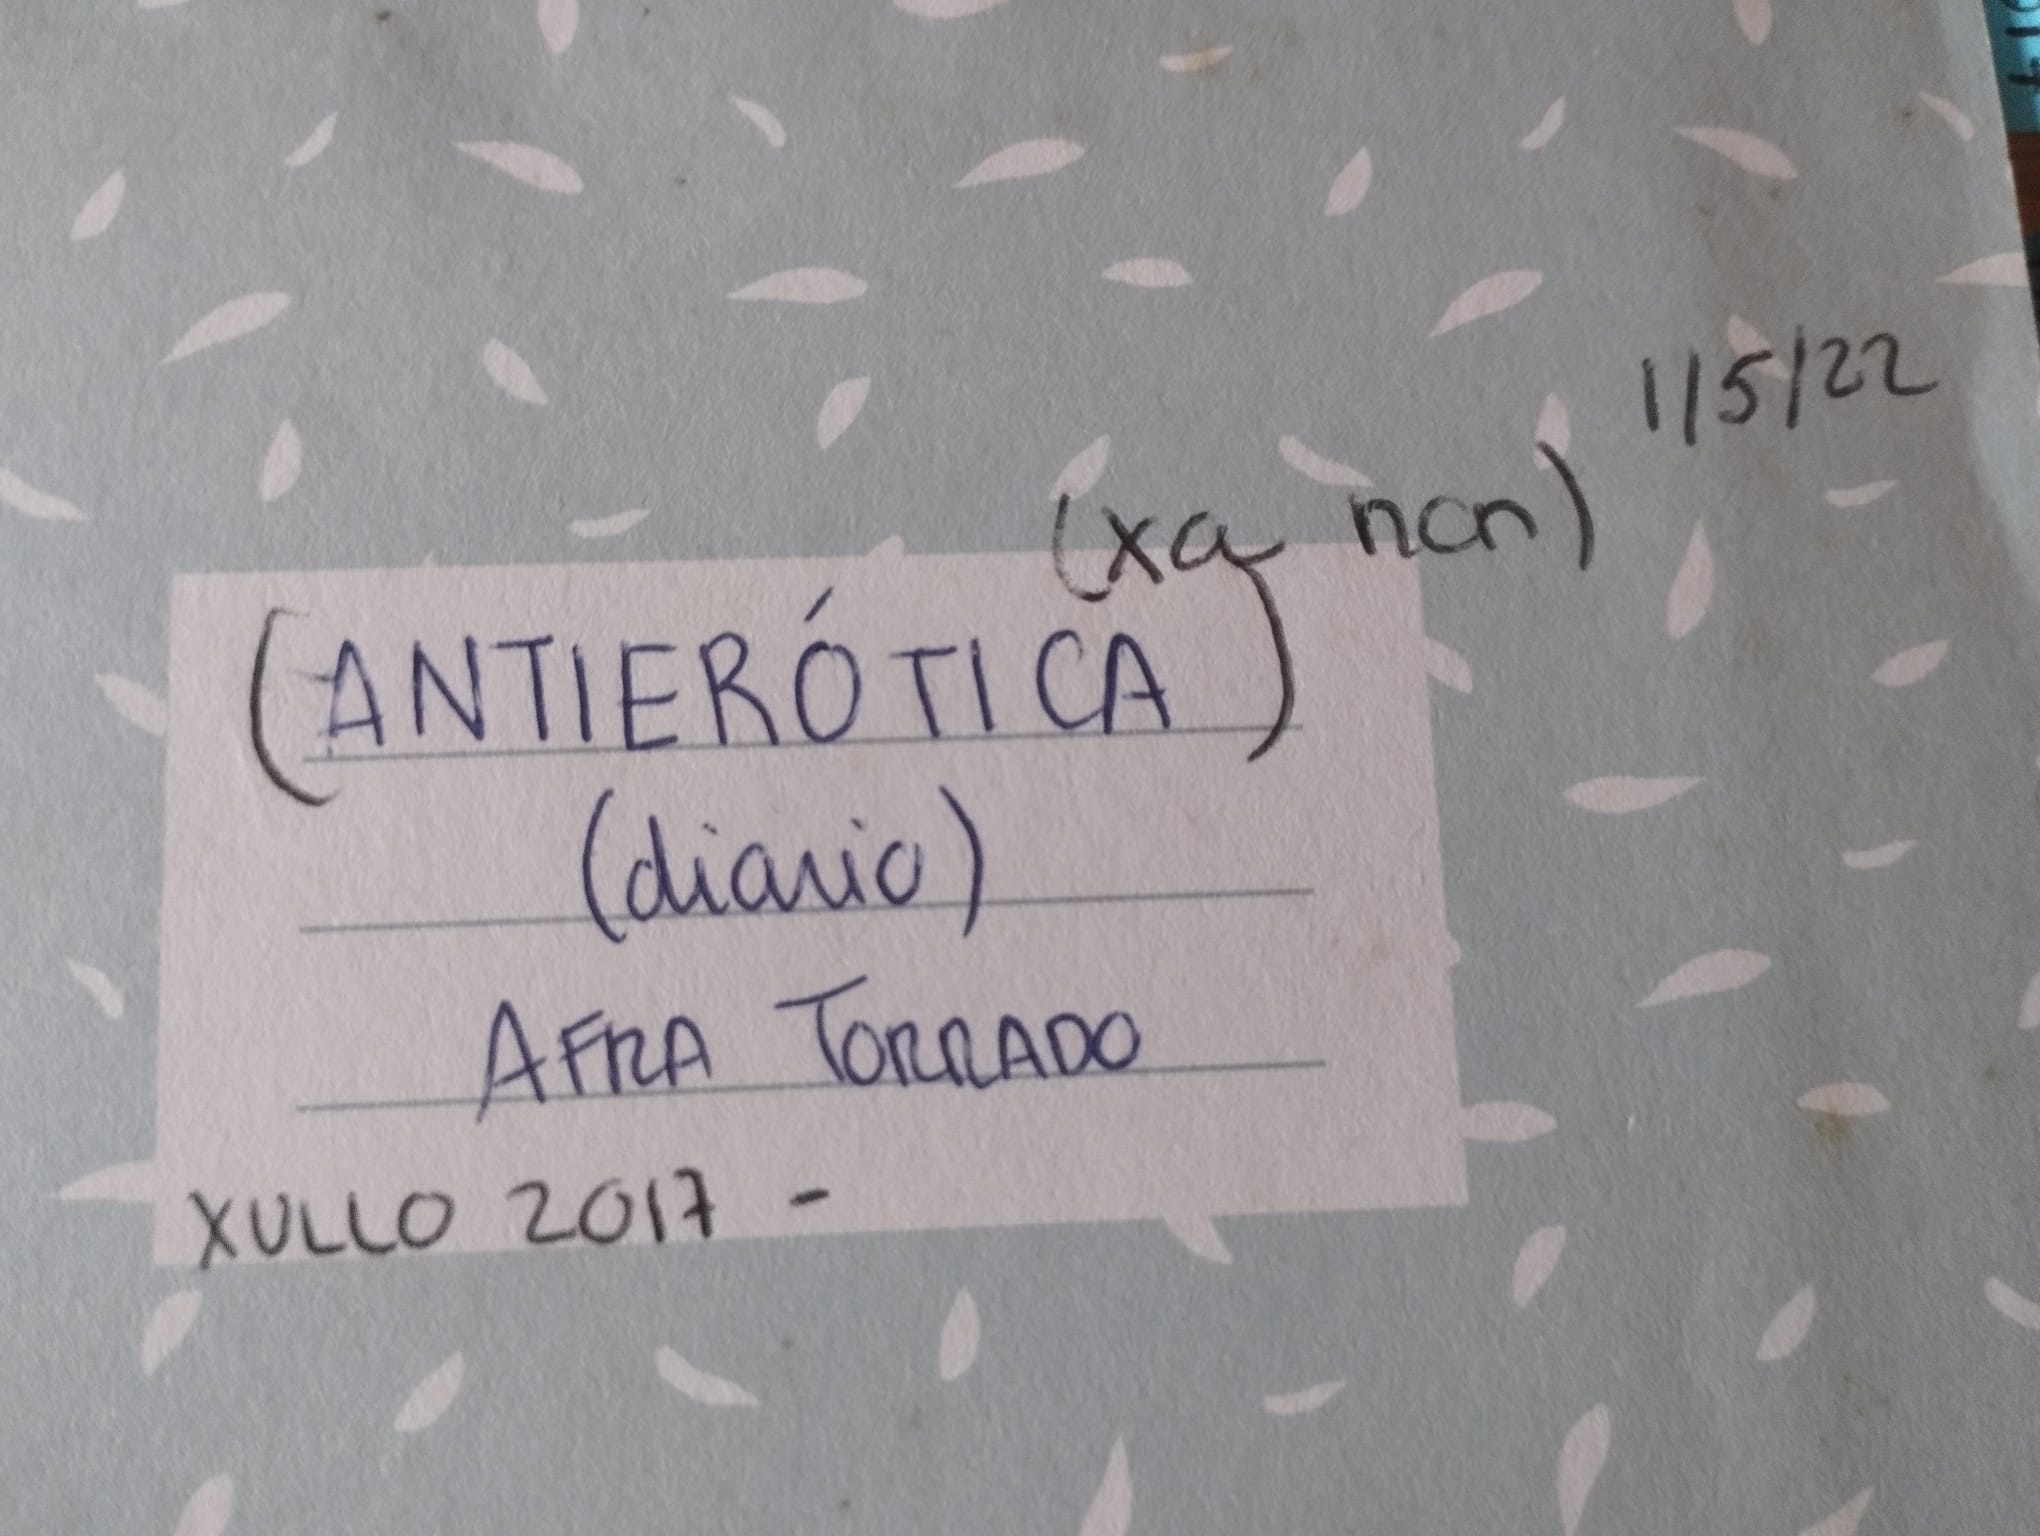 1/5/22
(xa non)
(ANTIERÓTICA)
(diario)
AFRA TORRADO
XULLO 2017 -